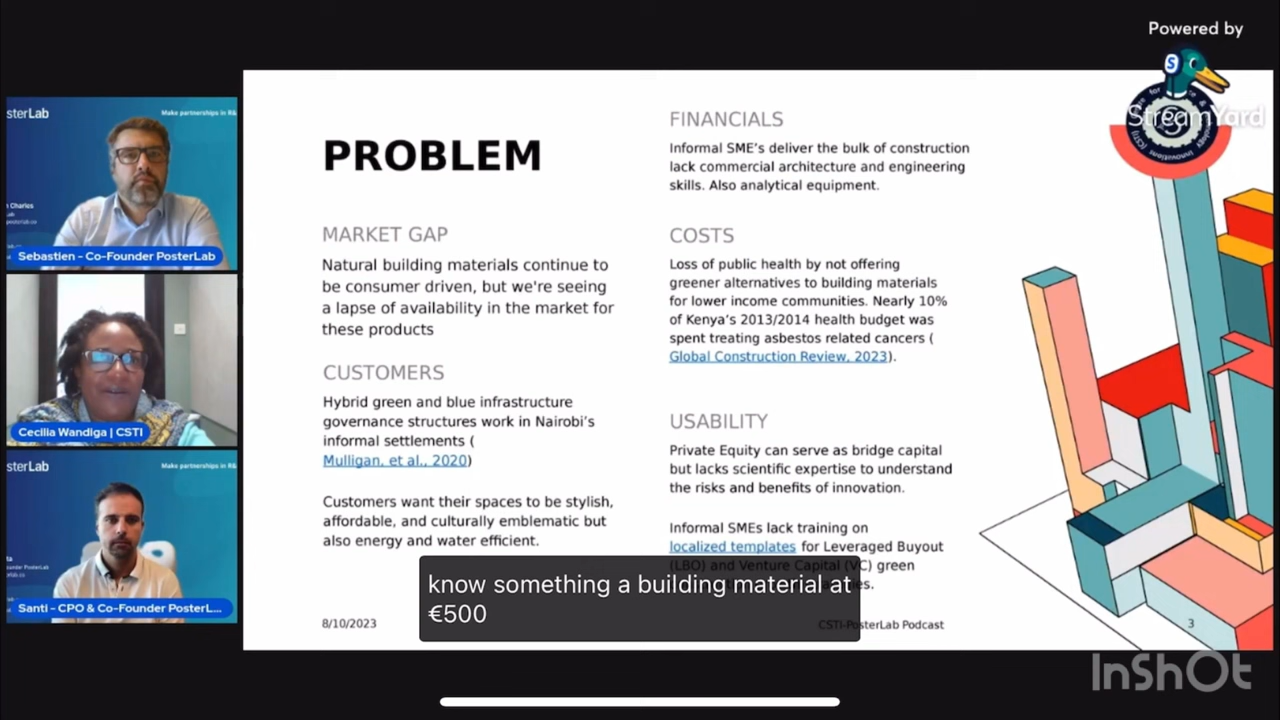 Powered by
StreamYard
S
sterLab
Make partnerships in R&
n Charles
Sebastien - Co-Founder PosterLab
Cecilia Wandiga | CSTI
sterLab
Make partnerships in R&
Santi - CPO & Co-Founder PosterL...
PROBLEM
MARKET GAP
Natural building materials continue to
be consumer driven, but we're seeing
a lapse of availability in the market for
these products
CUSTOMERS
Hybrid green and blue infrastructure
governance structures work in Nairobi's
informal settlements (
Mulligan, et al., 2020)
Customers want their spaces to be stylish,
affordable, and culturally emblematic but
also energy and water efficient.
FINANCIALS
Informal SME's deliver the bulk of construction
lack commercial architecture and engineering
skills. Also analytical equipment.
COSTS
Loss of public health by not offering
greener alternatives to building materials
for lower income communities. Nearly 10%
of Kenya's 2013/2014 health budget was
spent treating asbestos related cancers (
Global Construction Review, 2023).
USABILITY
Private Equity can serve as bridge capital
but lacks scientific expertise to understand
the risks and benefits of innovation.
Informal SMEs lack training on
localized templates for Leveraged Buyout
(LBO) and Venture Capital (VC) green
know something a building material at
€500
8/10/2023
CSTI-PosterLab Podcast
3
InShOt